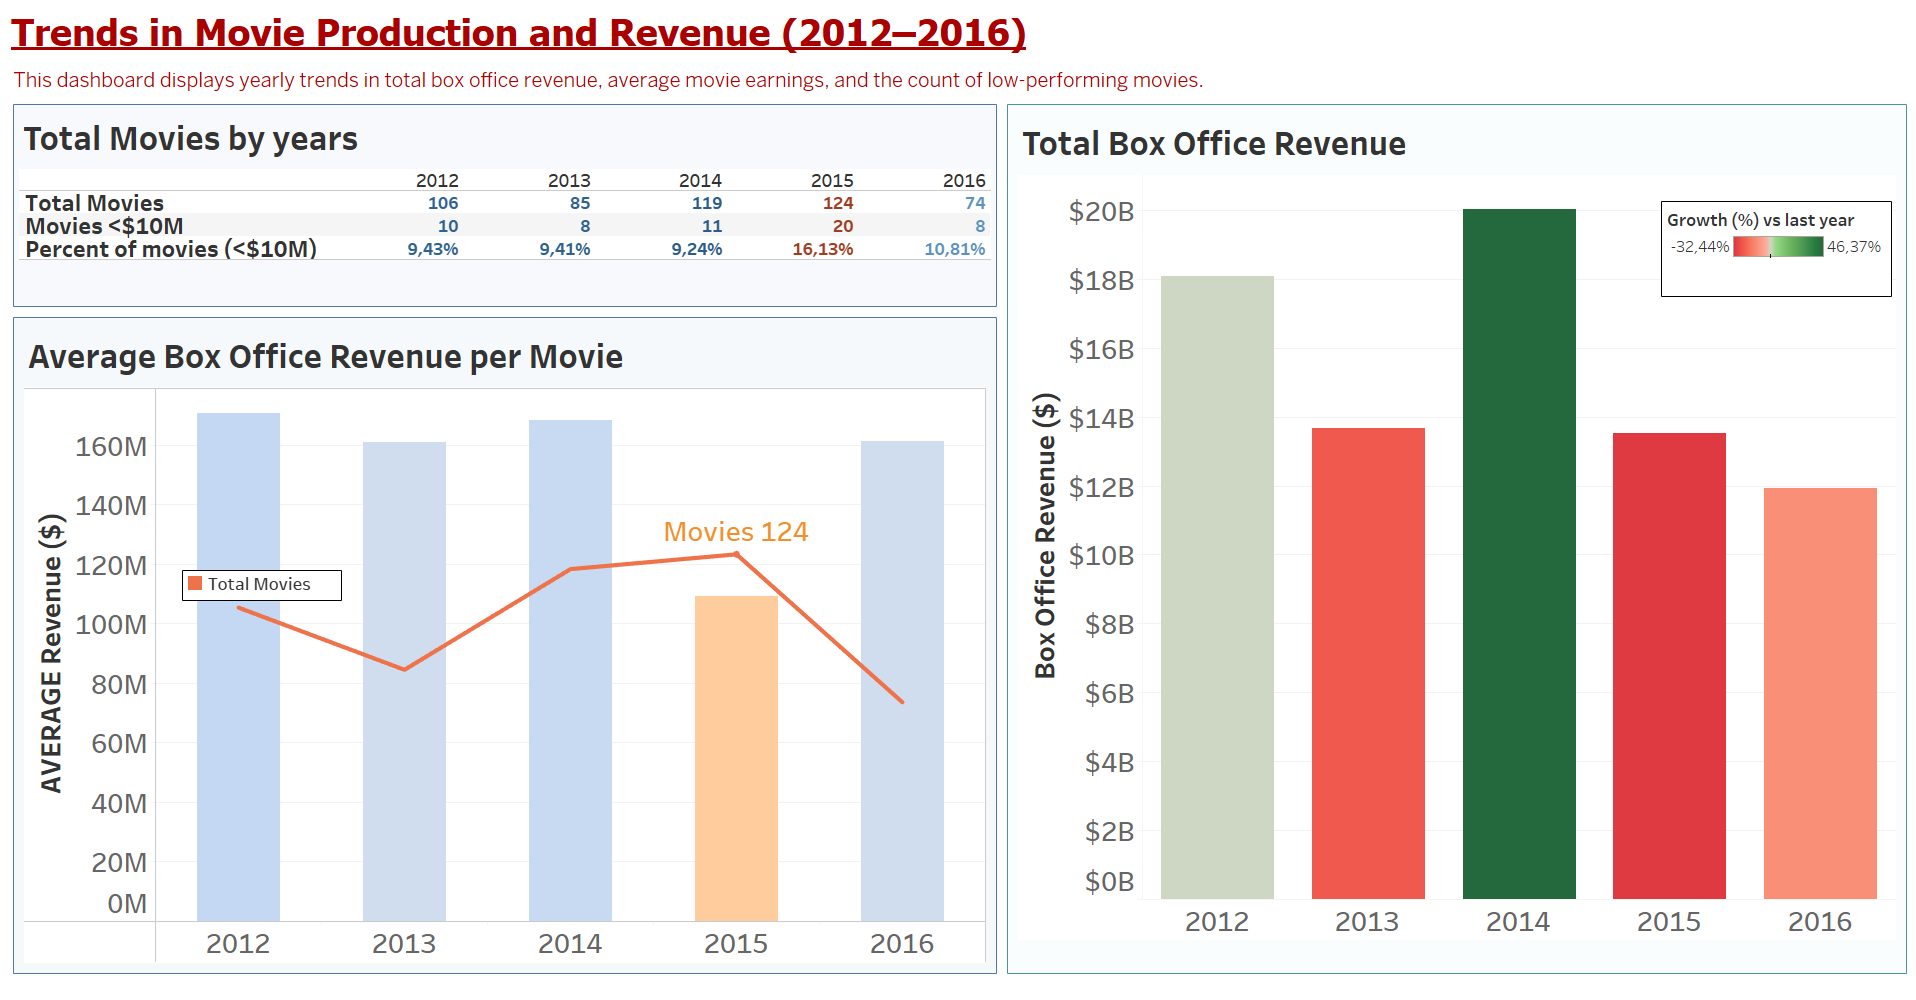 Trends in Movie Production and Revenue (2012–2016)
This dashboard displays yearly trends in total box office revenue, average movie earnings, and the count of low-performing movies.
Total Movies by years
2012 2013 2014 2015 2016
Total Movies 106 85 119 124 74
Movies <$10M 10 8 11 20 8
Percent of movies (<$10M) 9,43% 9,41% 9,24% 16,13% 10,81%
Average Box Office Revenue per Movie
AVERAGE Revenue ($)
160M
140M
120M
100M
80M
60M
40M
20M
0M
Movies 124
Total Movies
2012 2013 2014 2015 2016
Total Box Office Revenue
Box Office Revenue ($)
$20B
$18B
$16B
$14B
$12B
$10B
$8B
$6B
$4B
$2B
$0B
Growth (%) vs last year
-32,44% 46,37%
2012 2013 2014 2015 2016